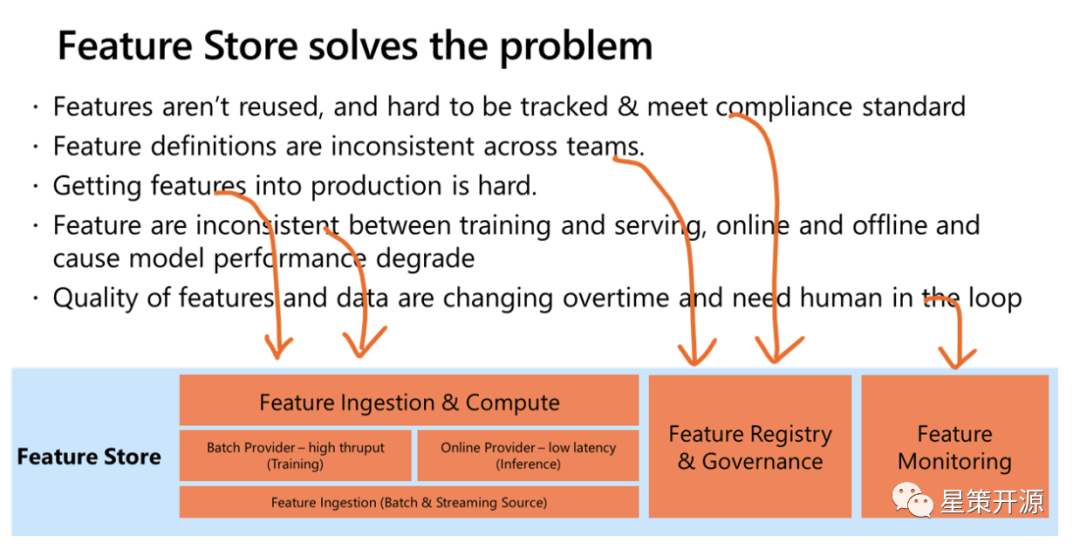 Feature Store solves the problem
· Features aren't reused, and hard to be tracked & meet compliance standard
· Feature definitions are inconsistent across teams.
· Getting features into production is hard.
· Feature are inconsistent between training and serving, online and offline and
cause model performance degrade
· Quality of features and data are changing overtime and need human in the loop
Feature Store
Feature Ingestion & Compute
Batch Provider – high thruput
(Training)
Online Provider – low latency
(Inference)
Feature Ingestion (Batch & Streaming Source)
Feature Registry
& Governance
Feature
Monitoring
星策开源